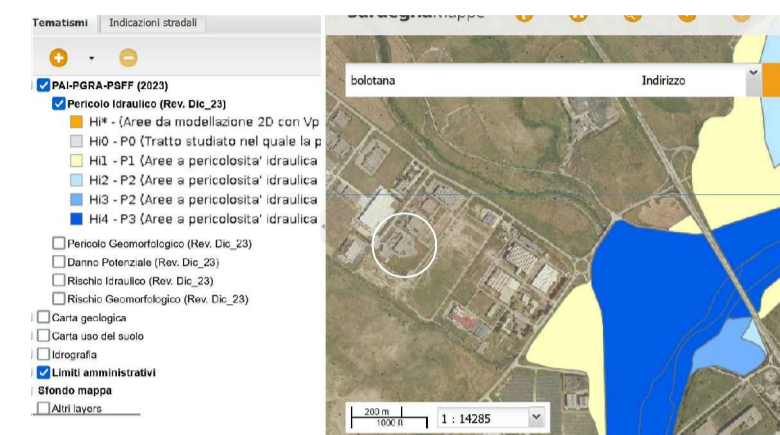 Tematismi
Indicazioni stradali
PAI-PGRA-PSFF (2023)
Pericolo Idraulico (Rev. Dic_23)
Hi* - (Aree da modellazione 2D con Vp
Hi0 - P0 (Tratto studiato nel quale la p
Hi1 - P1 (Aree a pericolosita' idraulica
Hi2 - P2 (Aree a pericolosita' idraulica
Hi3 - P2 (Aree a pericolosita' idraulica
Hi4 - P3 (Aree a pericolosita' idraulica
Pericolo Geomorfologico (Rev. Dic_23)
Danno Potenziale (Rev. Dic_23)
Rischio Idraulico (Rev. Dic_23)
Rischio Geomorfologico (Rev. Dic_23)
Carta geologica
Carta uso del suolo
Idrografia
Limiti amministrativi
Sfondo mappa
Altri layers
SardegnaMappe
bolotana
Indirizzo
200 m
1000 ft
1 : 14285